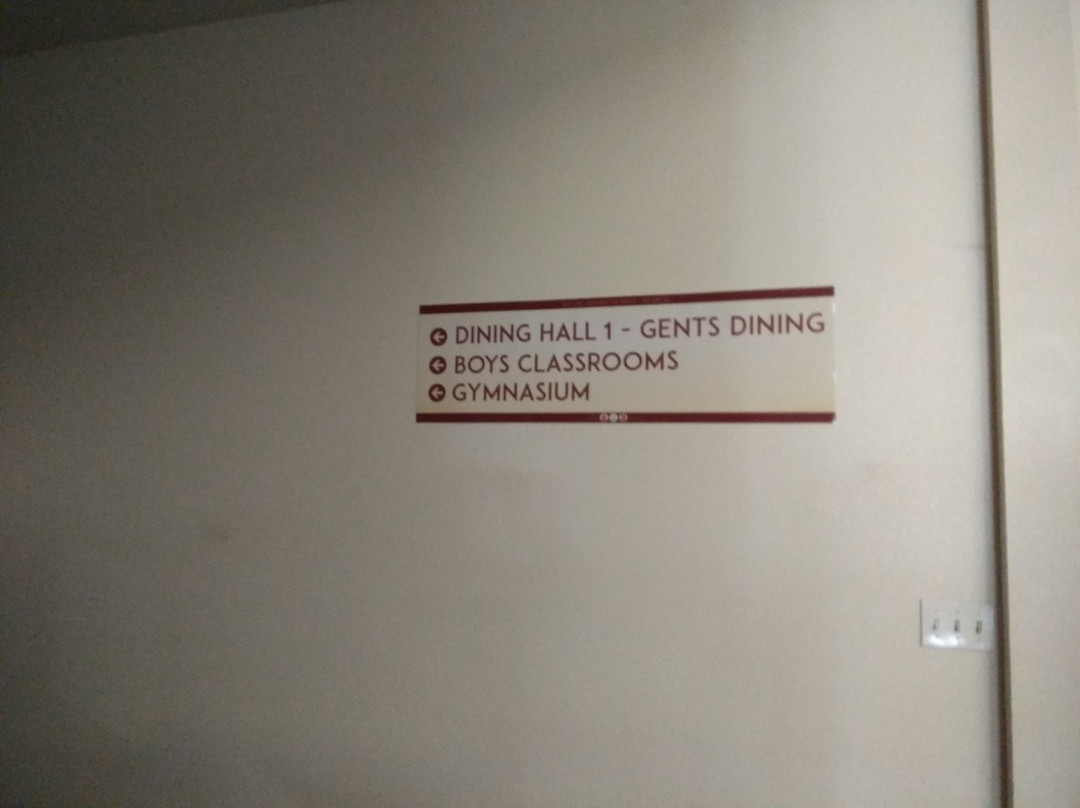 DINING HALL 1 - GENTS DINING
BOYS CLASSROOMS
GYMNASIUM